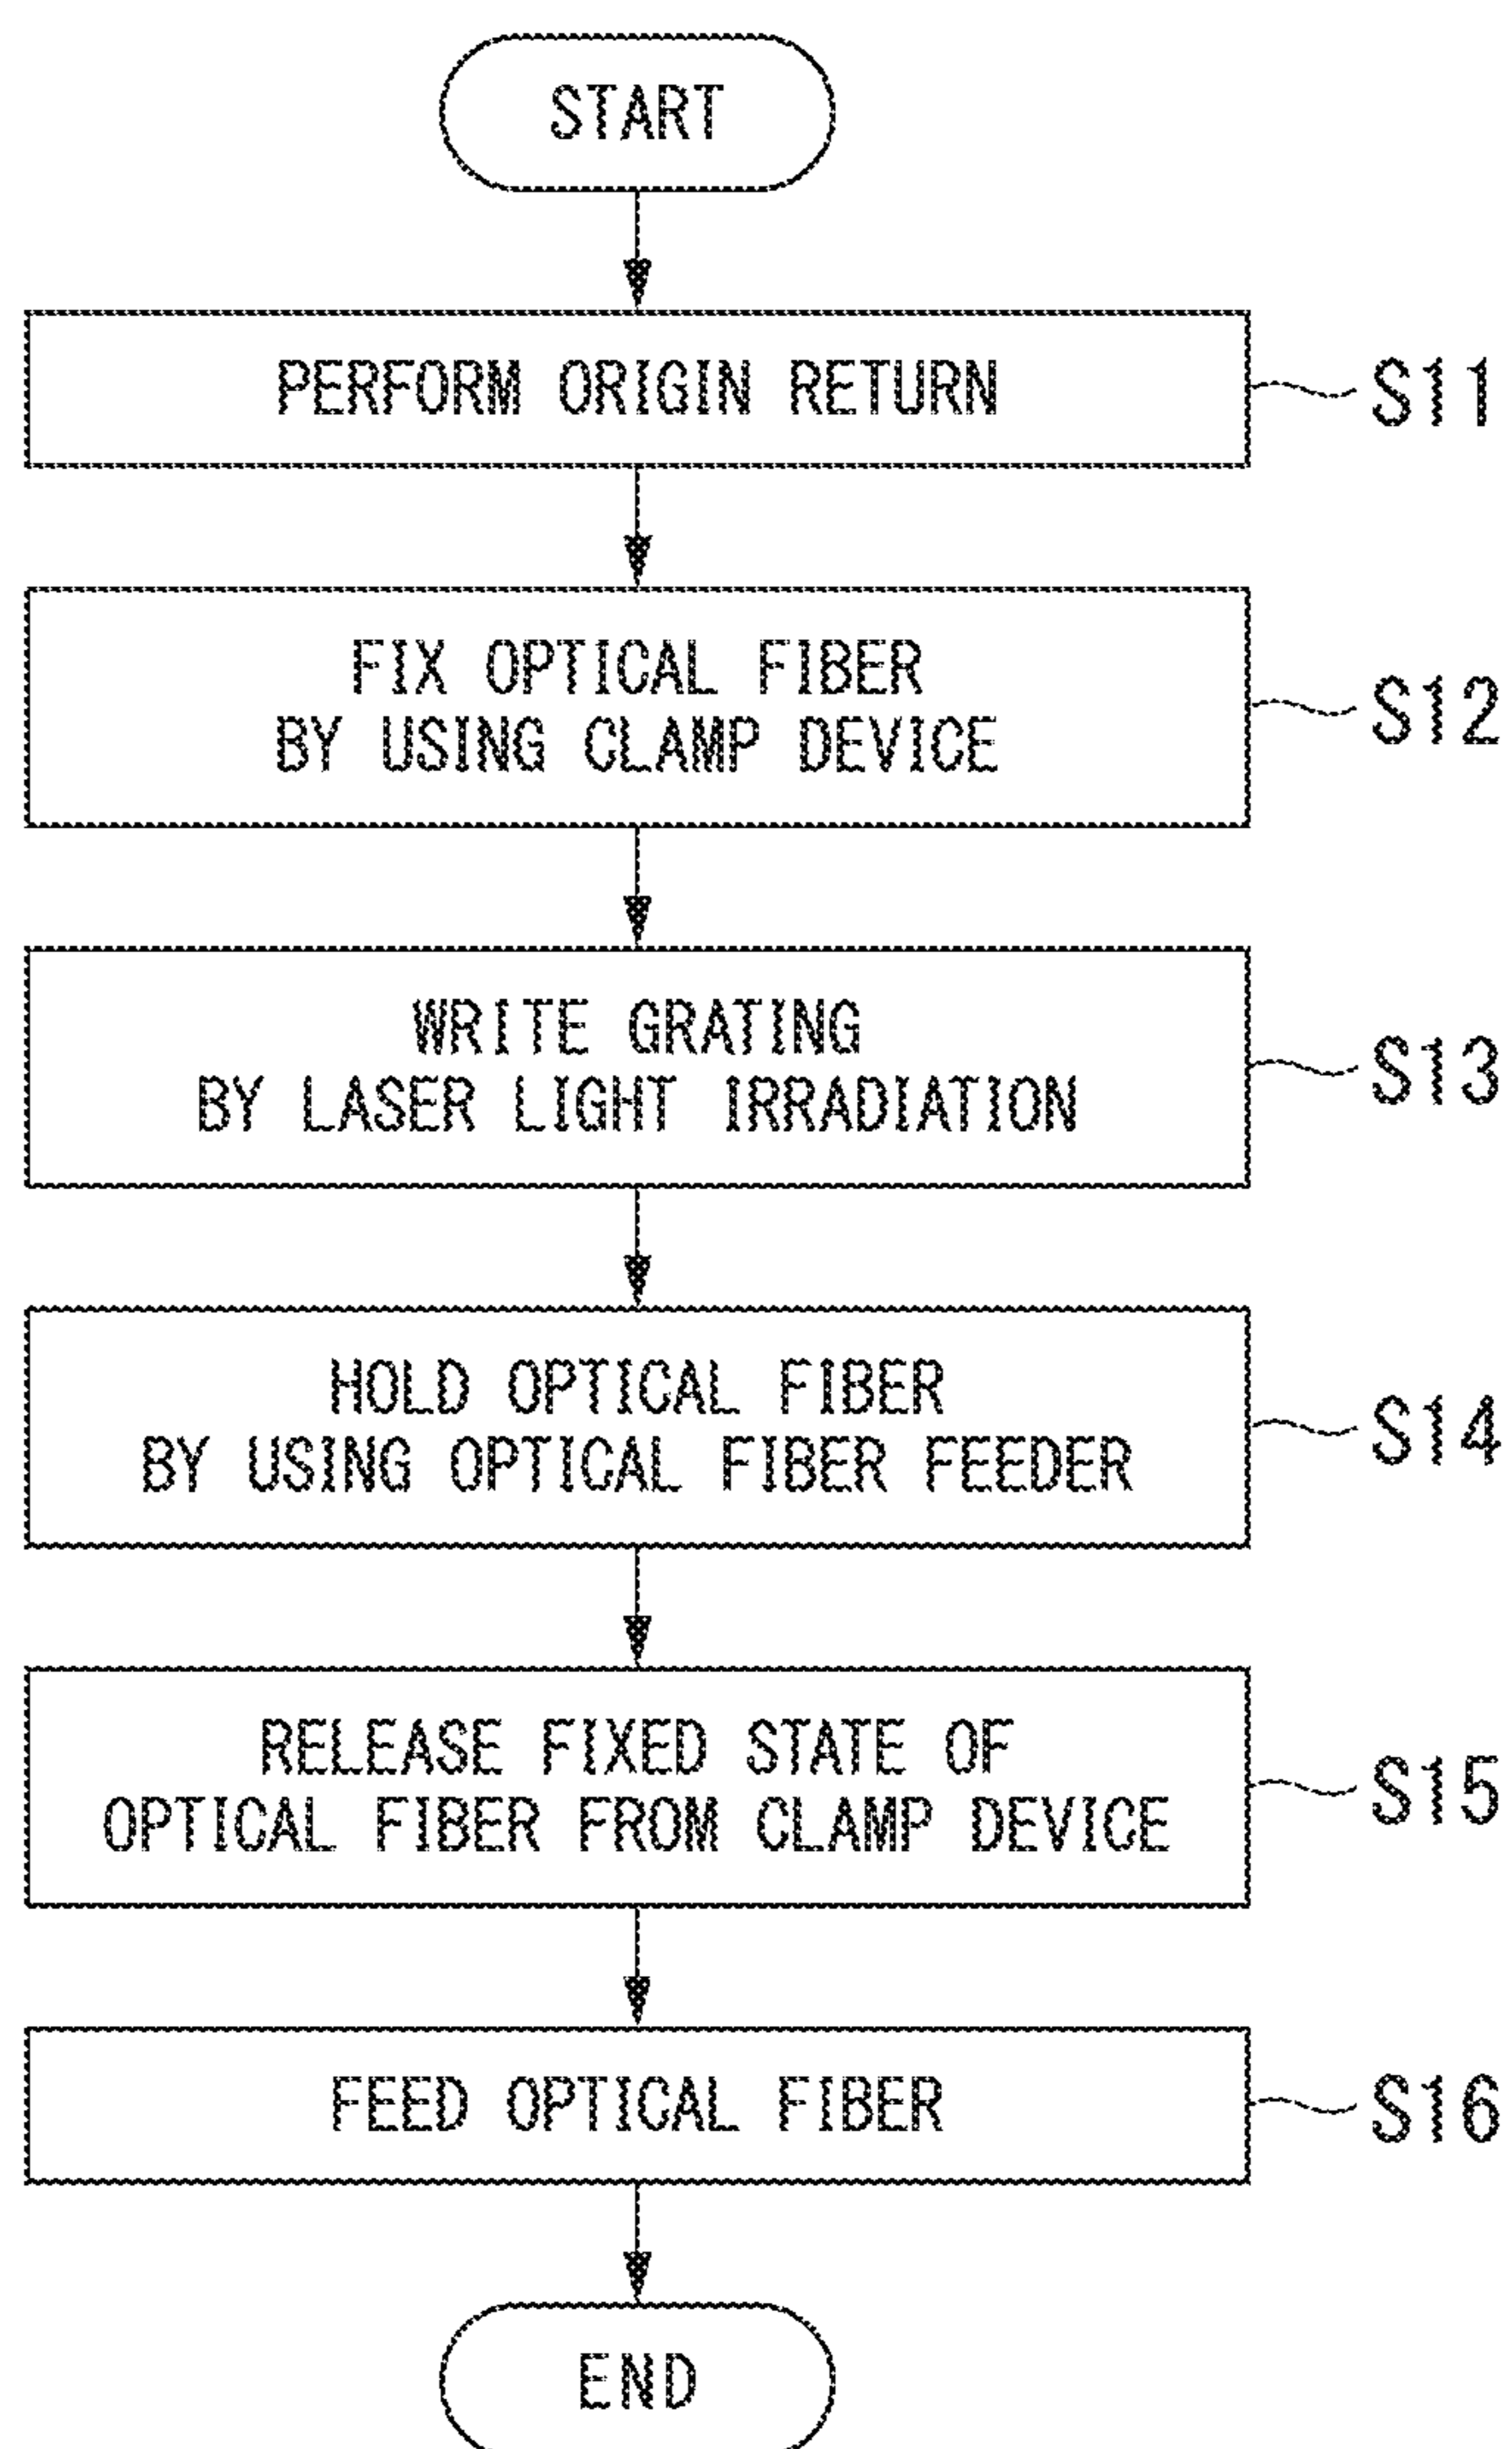 START
PERFORM ORIGIN RETURN
S11
FIX OPTICAL FIBER
BY USING CLAMP DEVICE
S12
WRITE GRATING
BY LASER LIGHT IRRADIATION
S13
HOLD OPTICAL FIBER
BY USING OPTICAL FIBER FEEDER
S14
RELEASE FIXED STATE OF
OPTICAL FIBER FROM CLAMP DEVICE
S15
FEED OPTICAL FIBER
S16
END